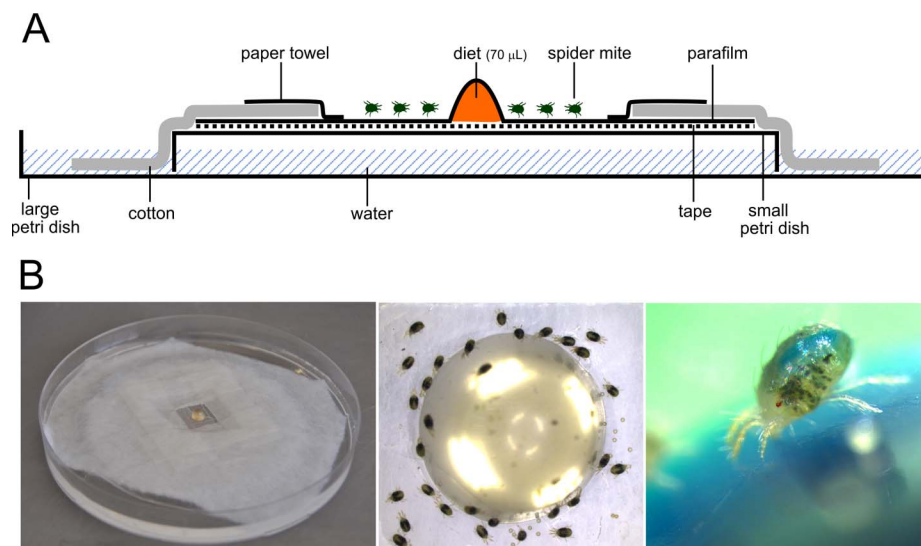 A
paper towel
diet (70 μL)
spider mite
parafilm
large
petri dish
cotton
water
tape
small
petri dish
B